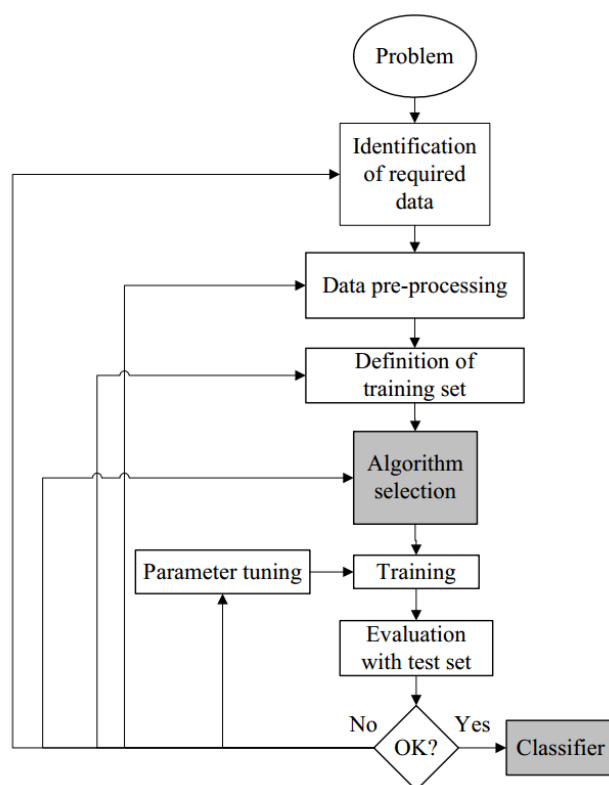 Problem
Identification
of required
data
Data pre-processing
Definition of
training set
Algorithm
selection
Parameter tuning
Training
Evaluation
with test set
No
Yes
OK?
Classifier